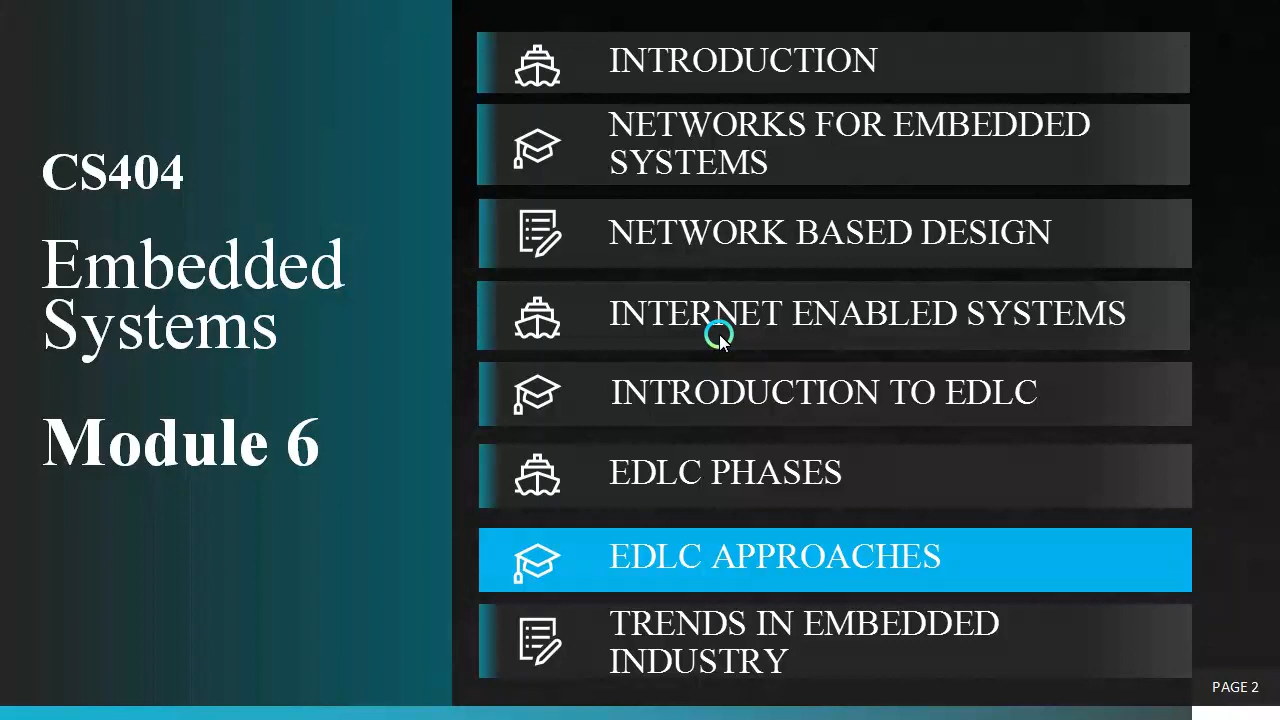 CS404
Embedded
Systems
Module 6
INTRODUCTION
NETWORKS FOR EMBEDDED
SYSTEMS
NETWORK BASED DESIGN
INTERNET ENABLED SYSTEMS
INTRODUCTION TO EDLC
EDLC PHASES
EDLC APPROACHES
TRENDS IN EMBEDDED
INDUSTRY
PAGE 2